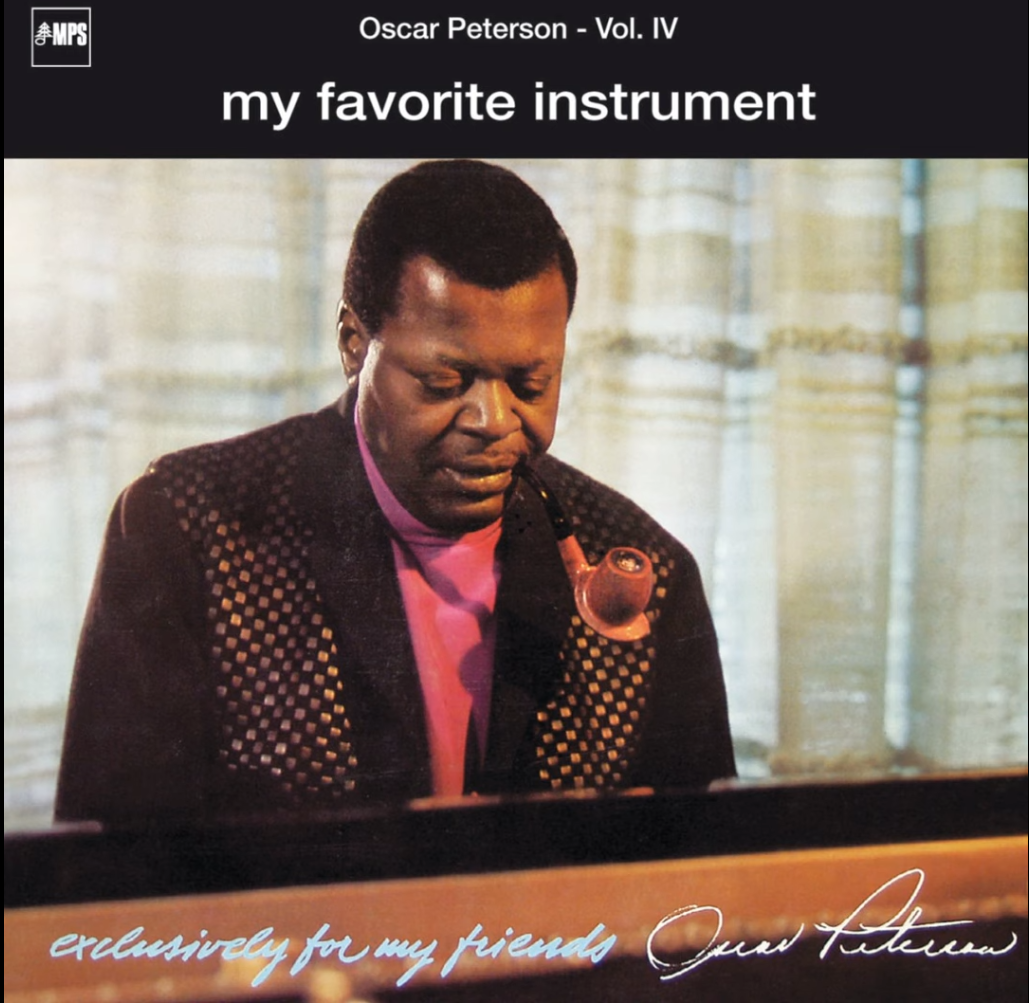 MPS
Oscar Peterson - Vol. IV
my favorite instrument
exclusively for my friends
Oscar Peterson